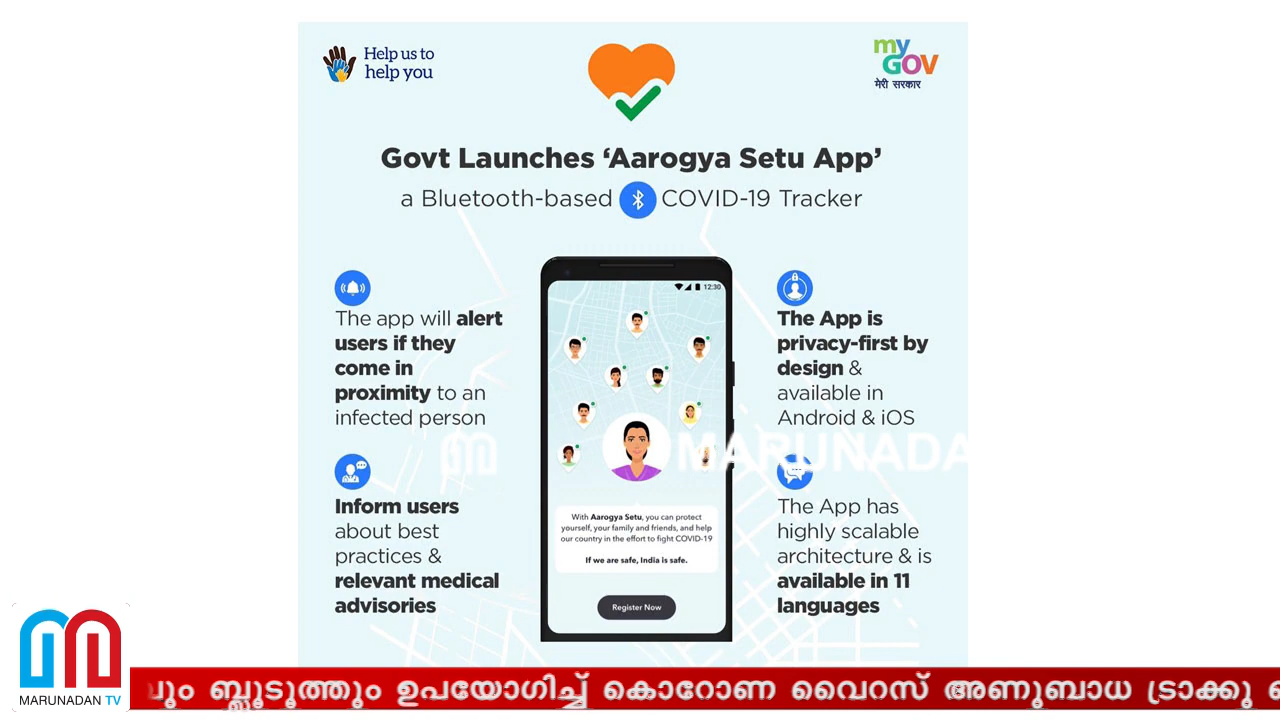 Help us to
help you
my
GOV
मेरी सरकार
Govt Launches ‘Aarogya Setu App’
a Bluetooth-based COVID-19 Tracker
The app will alert
users if they
come in
proximity to an
infected person
Inform users
about best
practices &
relevant medical
advisories
12:30
With Aarogya Setu, you can protect
yourself, your family and friends, and help
our country in the effort to fight COVID-19
If we are safe, India is safe.
Register Now
The App is
privacy-first by
design &
available in
Android & iOS
The App has
highly scalable
architecture & is
available in 11
languages
MARUNADA
MARUNADAN TV
ബ്ലൂടൂത്തും ഉപയോഗിച്ച് കൊറോണ വൈറസ് അണുബാധ ട്രാക്കു